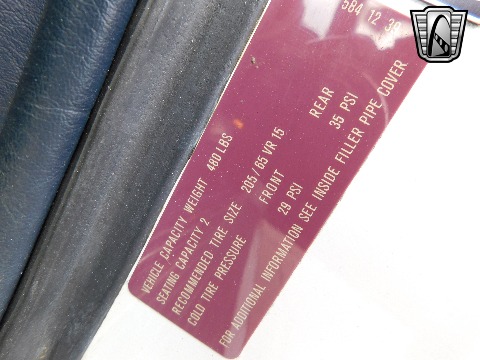 584 12 30
VEHICLE CAPACITY WEIGHT 480 LBS
SEATING CAPACITY 2
RECOMMENDED TIRE SIZE 205/65 VR 15
FRONT REAR
COLD TIRE PRESSURE 29 PSI 35 PSI
FOR ADDITIONAL INFORMATION SEE INSIDE FILLER PIPE COVER